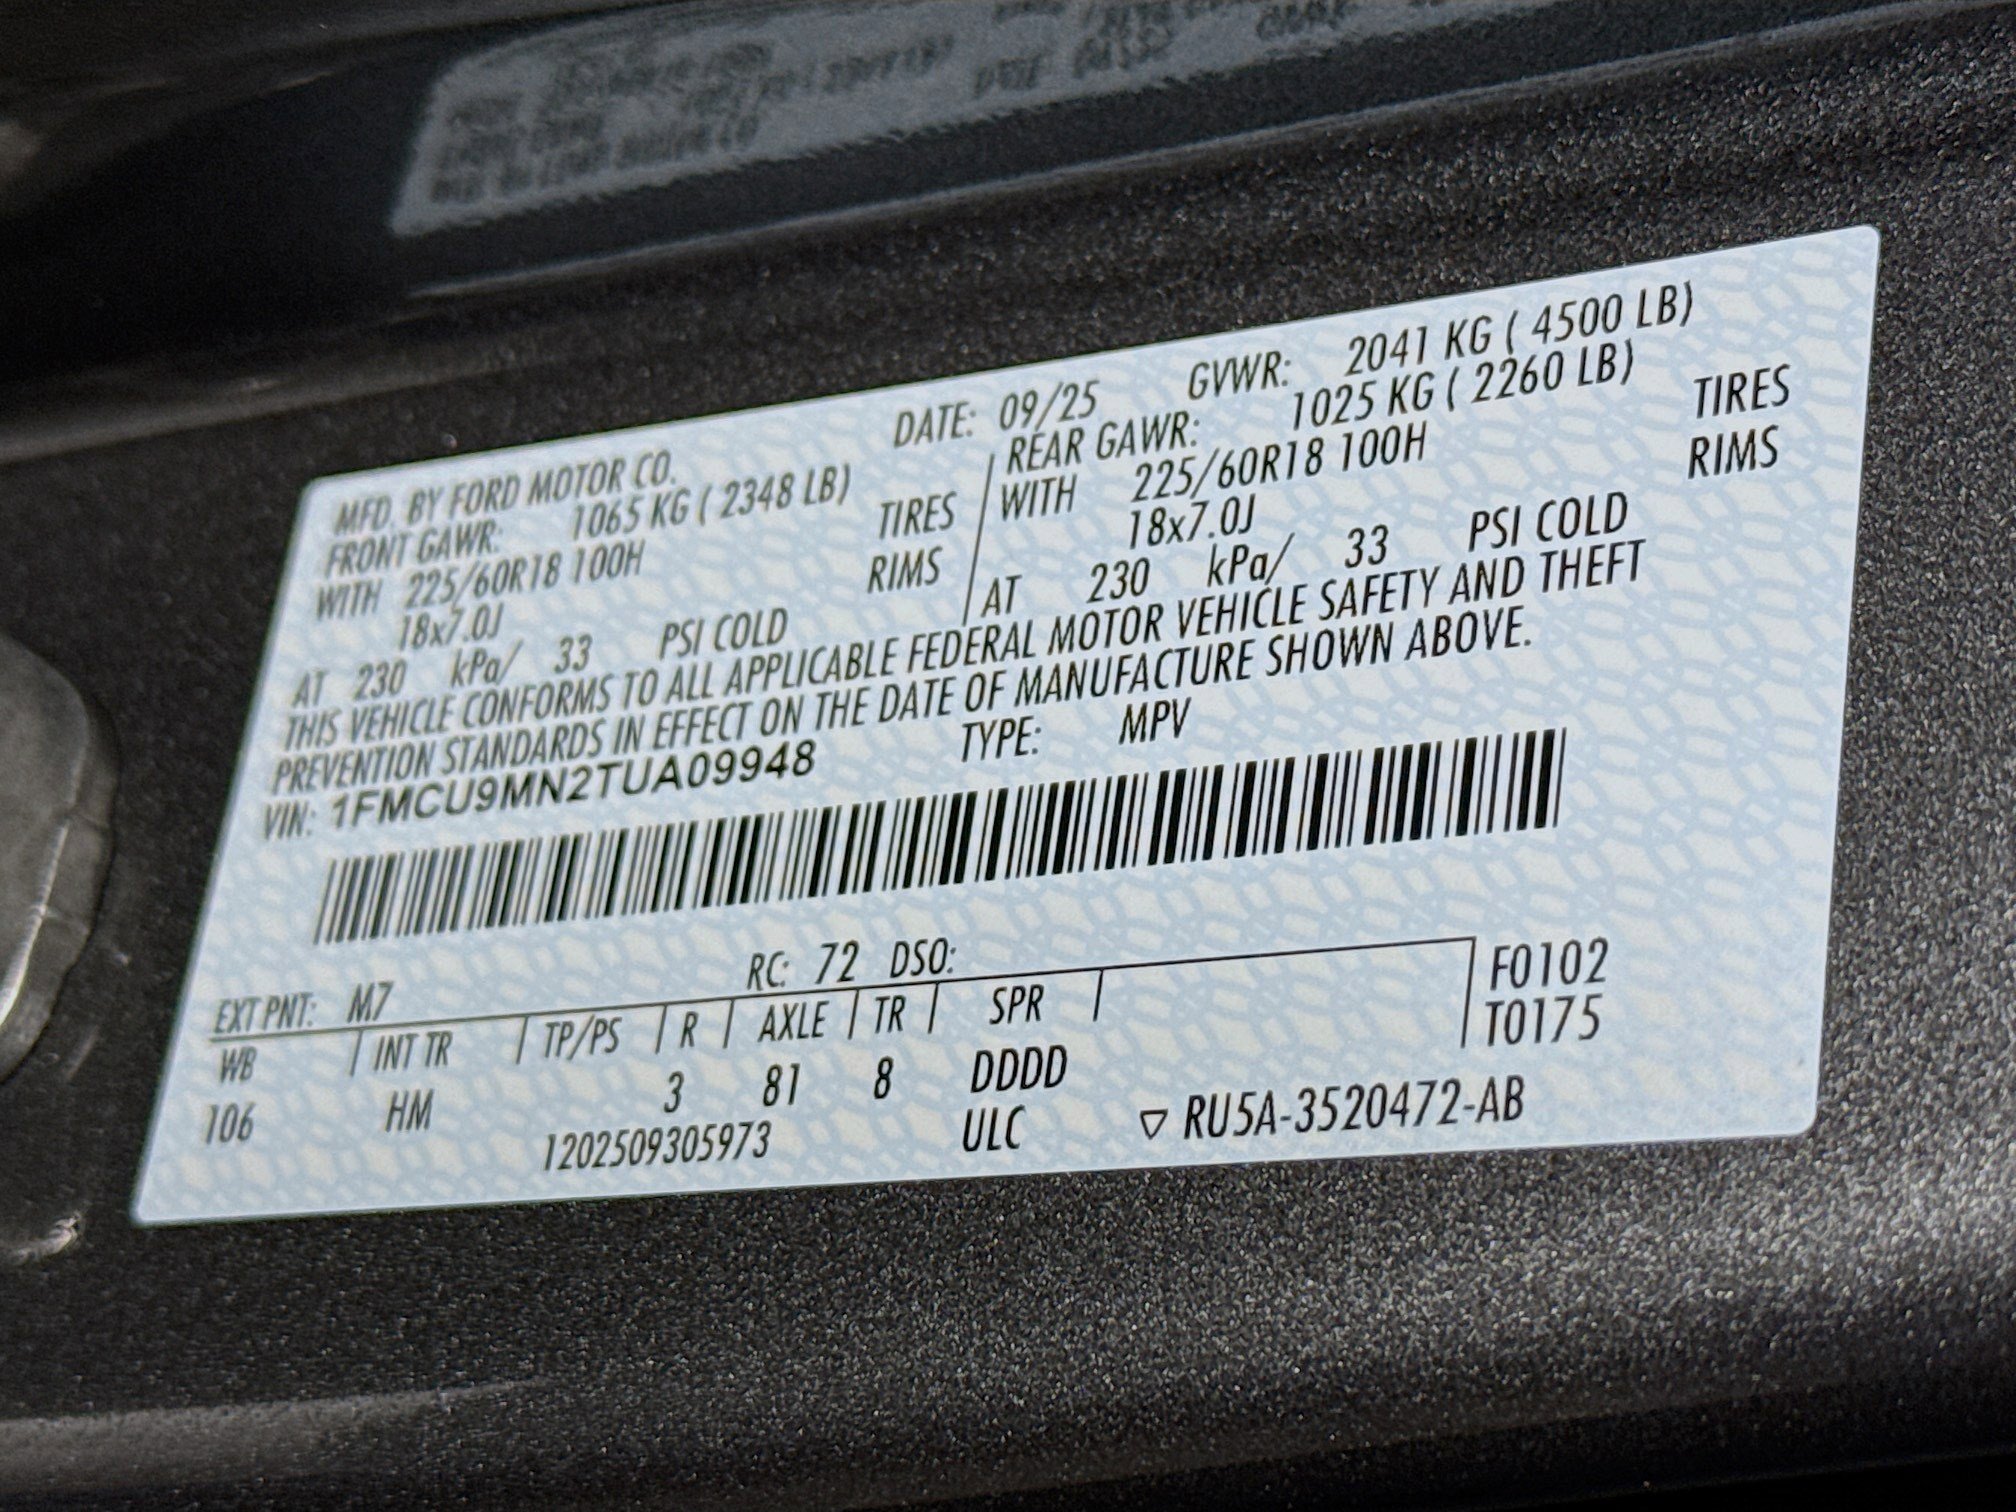 MFD. BY FORD MOTOR CO. DATE: 09/25 GVWR: 2041 KG ( 4500 LB)
FRONT GAWR: 1065 KG ( 2348 LB) REAR GAWR: 1025 KG ( 2260 LB)
WITH 225/60R18 100H TIRES WITH 225/60R18 100H TIRES
18x7.0J RIMS 18x7.0J RIMS
AT 230 kPa/ 33 PSI COLD AT 230 kPa/ 33 PSI COLD
THIS VEHICLE CONFORMS TO ALL APPLICABLE FEDERAL MOTOR VEHICLE SAFETY AND THEFT
PREVENTION STANDARDS IN EFFECT ON THE DATE OF MANUFACTURE SHOWN ABOVE.
VIN: 1FMCU9MN2TUA09948 TYPE: MPV
EXT PNT: M7 RC: 72 DSO: F0102
WB INT TR TP/PS R AXLE TR SPR T0175
106 HM 3 81 8 DDDD
1202509305973 ULC ▽ RU5A-3520472-AB